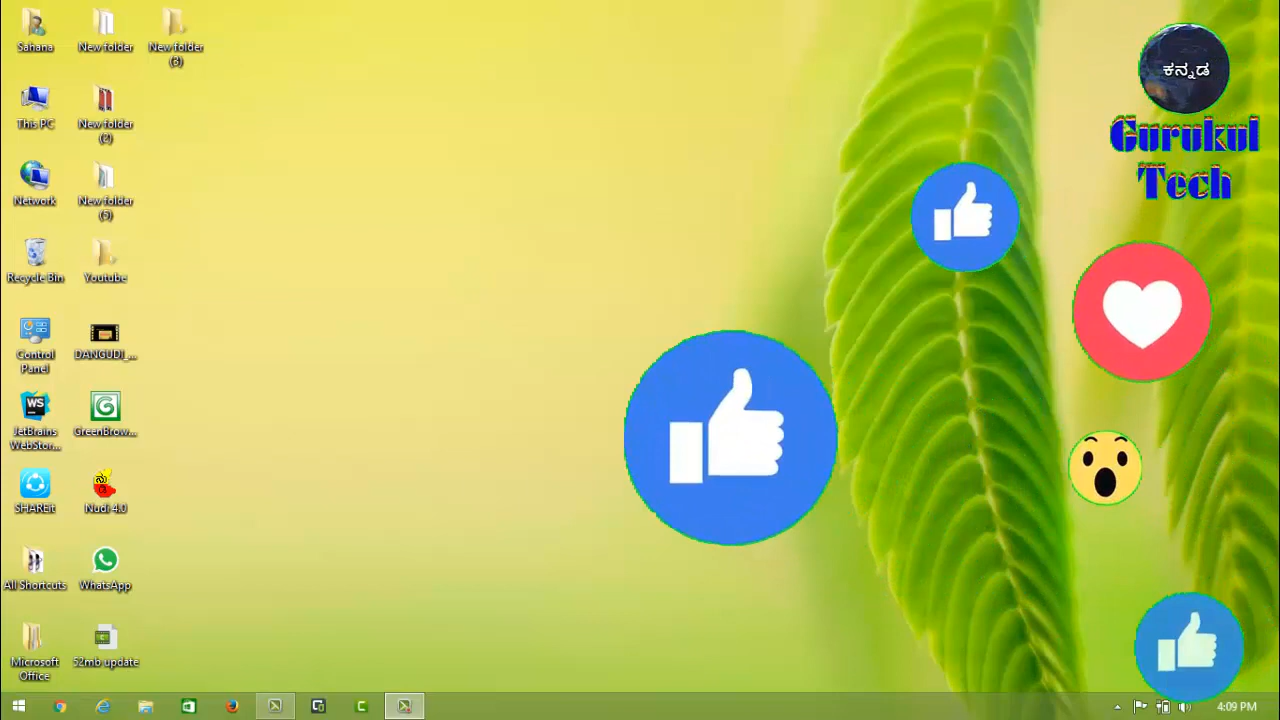 Sahana
New folder
New folder
(3)
This PC
New folder
(2)
Network
New folder
(5)
Recycle Bin
Youtube
Control
Panel
DANGUDI_...
JetBrains
WebStor...
GreenBrow...
SHAREit
Nudi 4.0
All Shortcuts
WhatsApp
Microsoft
Office
52mb update
ಕನ್ನಡ
Gurukul
Tech
WS
4:09 PM